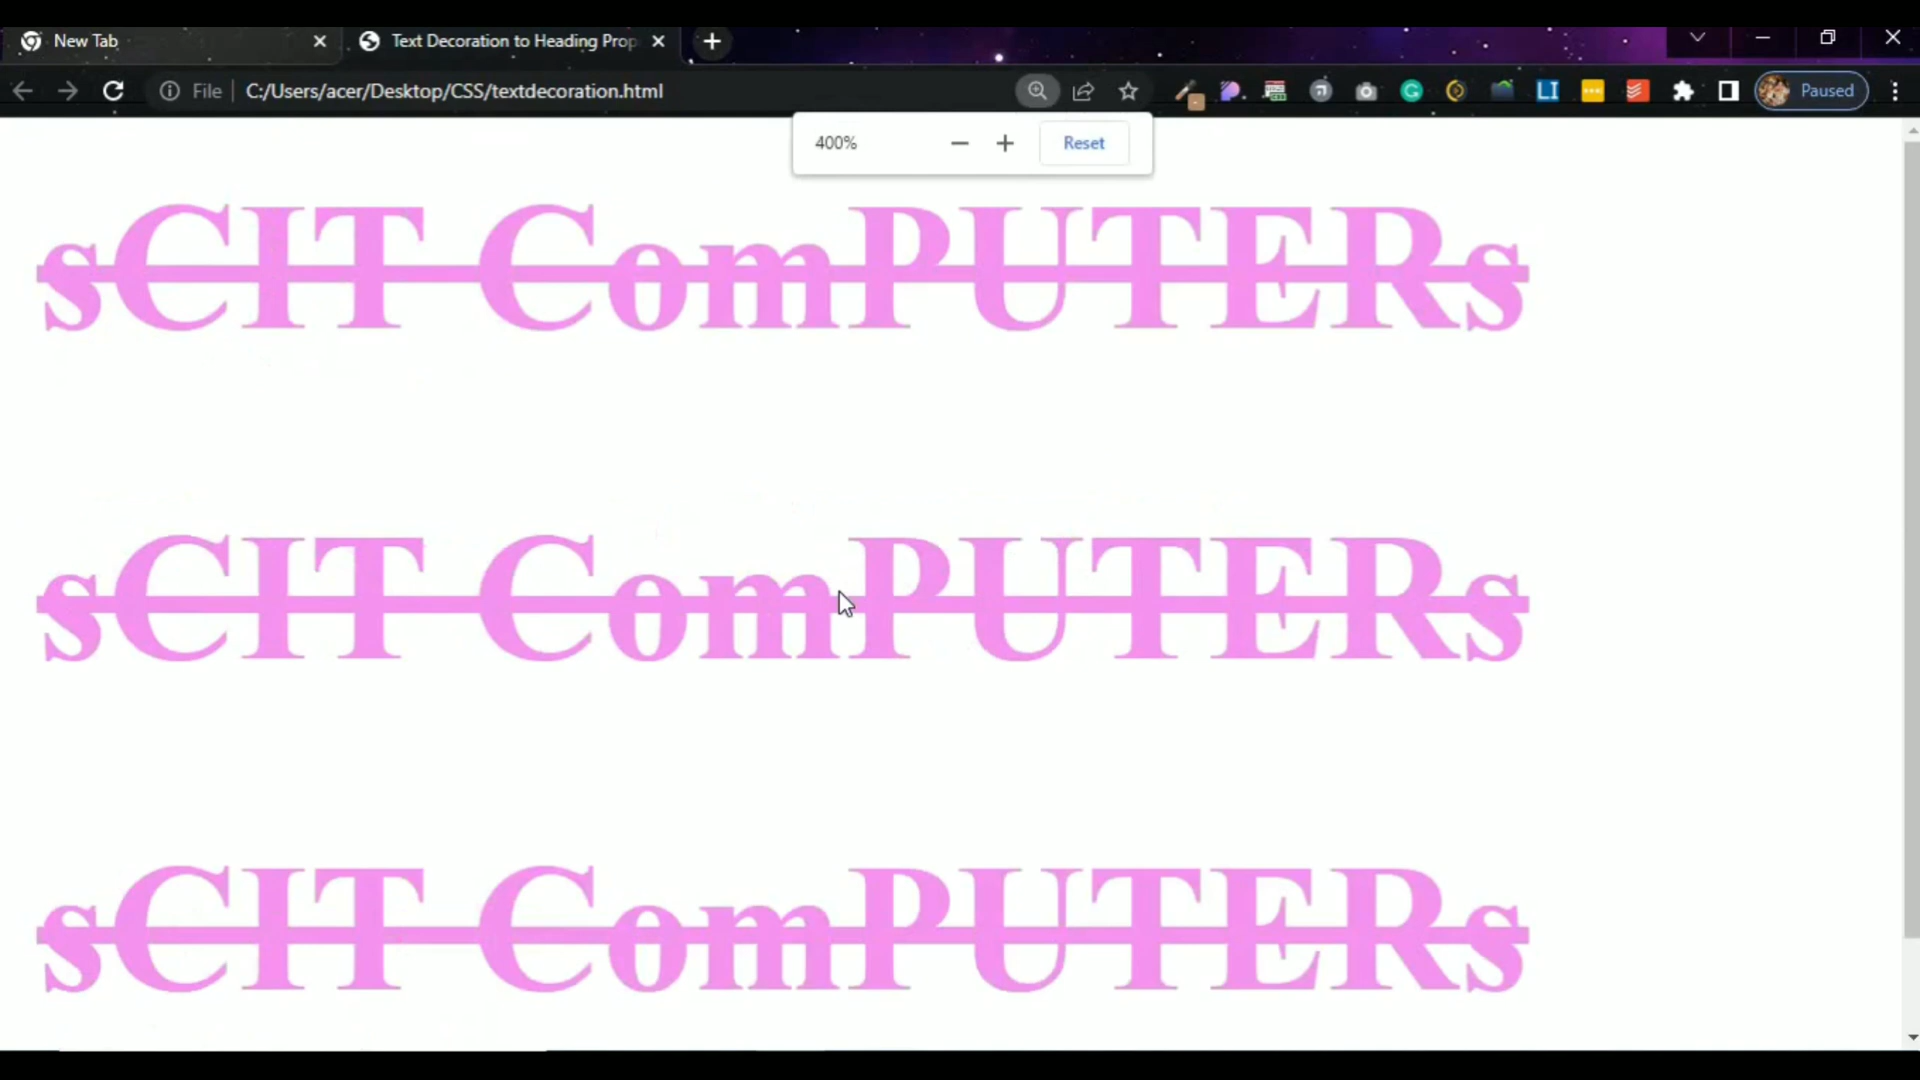 New Tab
Text Decoration to Heading Prop
File
C:/Users/acer/Desktop/CSS/textdecoration.html
LI
Paused
400%
Reset
sCIT ComPUTERs
sCIT ComPUTERs
sCIT ComPUTERs